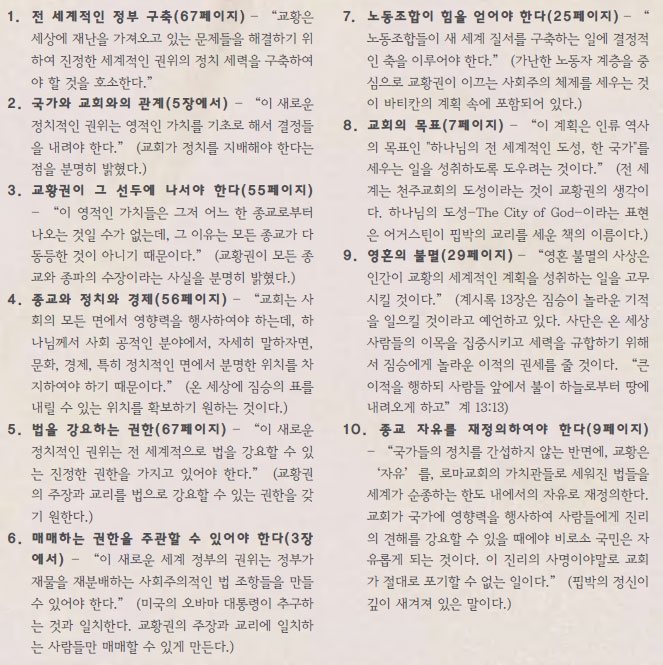 1. 전 세계적인 정부 구축(67페이지) – “교황은
세상에 재난을 가져오고 있는 문제들을 해결하기 위
하여 진정한 세계적인 권위의 정치 세력을 구축하여
야 할 것을 호소한다.”
2. 국가와 교회와의 관계(5장에서) – “이 새로운
정치적인 권위는 영적인 가치를 기초로 해서 결정들
을 내려야 한다.” (교회가 정치를 지배해야 한다는
점을 분명히 밝혔다.)
3. 교황권이 그 선두에 나서야 한다(55페이지)
– “이 영적인 가치들은 그저 어느 한 종교로부터
나오는 것일 수가 없는데, 그 이유는 모든 종교가 다
동등한 것이 아니기 때문이다.” (교황권이 모든 종
교와 종파의 수장이라는 사실을 분명히 밝혔다.)
4. 종교와 정치와 경제(56페이지) – “교회는 사
회의 모든 면에서 영향력을 행사하여야 하는데, 하
나님께서 사회 공적인 분야에서, 자세히 말하자면,
문화, 경제, 특히 정치적인 면에서 분명한 위치를 차
지하여야 하기 때문이다.” (온 세상에 짐승의 표를
내릴 수 있는 위치를 확보하기 원하는 것이다.)
5. 법을 강요하는 권한(67페이지) – “이 새로운
정치적인 권위는 전 세계적으로 법을 강요할 수 있
는 진정한 권한을 가지고 있어야 한다.” (교황권
의 주장과 교리를 법으로 강요할 수 있는 권한을 갖
기 원한다.)
6. 매매하는 권한을 주관할 수 있어야 한다(3장
에서) – “이 새로운 세계 정부의 권위는 정부가
재물을 재분배하는 사회주의적인 법 조항들을 만들
수 있어야 한다.” (미국의 오바마 대통령이 추구하
는 것과 일치한다. 교황권의 주장과 교리에 일치하
는 사람들만 매매할 수 있게 만든다.)
7. 노동조합이 힘을 얻어야 한다(25페이지) – “
노동조합들이 새 세계 질서를 구축하는 일에 결정적
인 축을 이루어야 한다.” (가난한 노동자 계층을 중
심으로 교황권이 이끄는 사회주의 체제를 세우는 것
이 바티칸의 계획 속에 포함되어 있다.)
8. 교회의 목표(7페이지) – “이 계획은 인류 역사
의 목표인 "하나님의 전 세계적인 도성, 한 국가"를
세우는 일을 성취하도록 도우려는 것이다.” (전 세
계는 천주교회의 도성이라는 것이 교황권의 생각이
다. 하나님의 도성–The City of God–이라는 표현
은 어거스틴이 핍박의 교리를 세운 책의 이름이다.)
9. 영혼의 불멸(29페이지) – “영혼 불멸의 사상은
인간이 교황의 세계적인 계획을 성취하는 일을 고무
시킬 것이다.” (계시록 13장은 짐승이 놀라운 기적
을 일으킬 것이라고 예언하고 있다. 사단은 온 세상
사람들의 이목을 집중시키고 세력을 규합하기 위해
서 짐승에게 놀라운 이적의 권세를 줄 것이다. “큰
이적을 행하되 사람들 앞에서 불이 하늘로부터 땅에
내려오게 하고” 계 13:13)
10. 종교 자유를 재정의하여야 한다(9페이지)
– “국가들의 정치를 간섭하지 않는 반면에, 교황은
‘자유’를, 로마교회의 가치관들로 세워진 법들을
세계가 순종하는 한도 내에서의 자유로 재정의한다.
교회가 국가에 영향력을 행사하여 사람들에게 진리
의 견해를 강요할 수 있을 때에야 비로소 국민은 자
유롭게 되는 것이다. 이 진리의 사명이야말로 교회
가 절대로 포기할 수 없는 일이다.” (핍박의 정신이
깊이 새겨져 있은 말이다.)